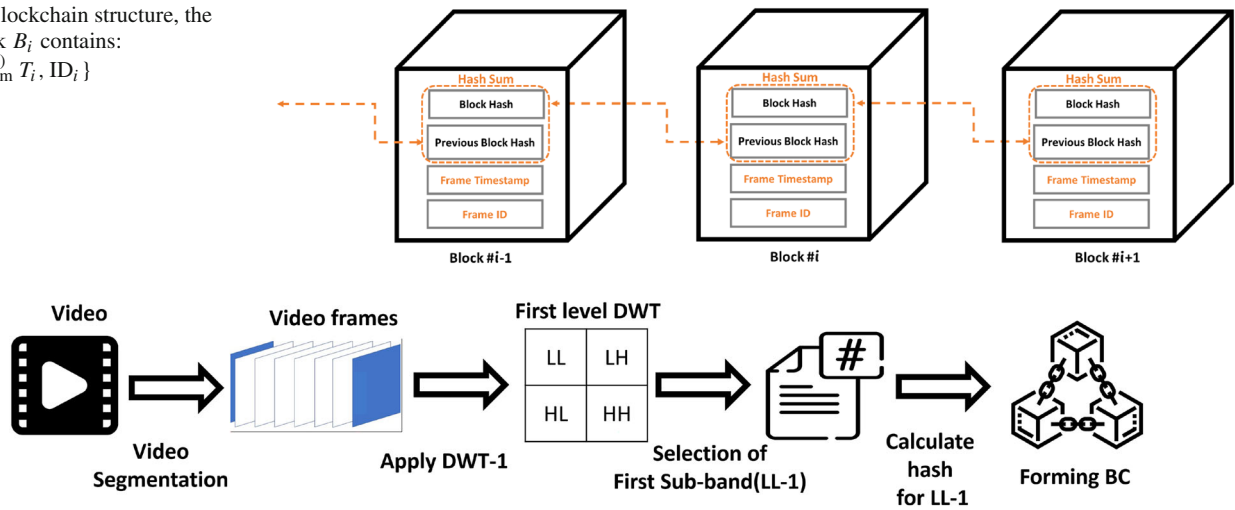 lockchain structure, the
B_i contains:
T_i, ID_i }
Hash Sum
Block Hash
Previous Block Hash
Frame Timestamp
Frame ID
Block #i-1
Hash Sum
Block Hash
Previous Block Hash
Frame Timestamp
Frame ID
Block #i
Hash Sum
Block Hash
Previous Block Hash
Frame Timestamp
Frame ID
Block #i+1
Video
Video
Segmentation
Video frames
Apply DWT-1
First level DWT
LL LH
HL HH
Selection of
First Sub-band(LL-1)
#
Calculate
hash
for LL-1
Forming BC